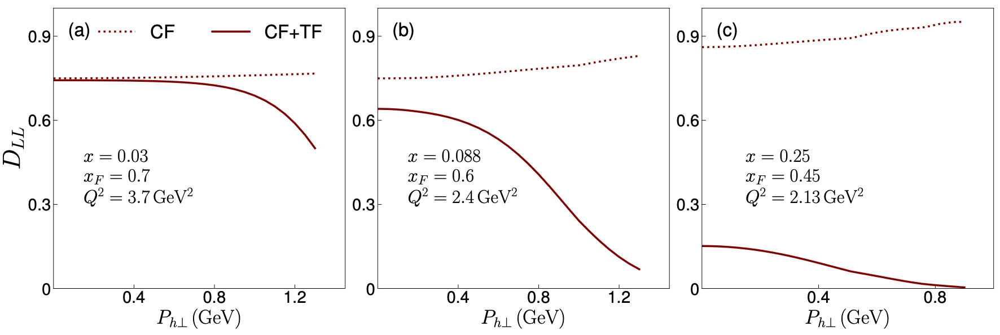 (a) CF CF+TF
D_{LL}
0.9
0.6
0.3
0
x = 0.03
x_F = 0.7
Q^2 = 3.7 GeV^2
0.4 0.8 1.2
P_{h⊥} (GeV)
(b)
0.9
0.6
0.3
0
x = 0.088
x_F = 0.6
Q^2 = 2.4 GeV^2
0.4 0.8 1.2
P_{h⊥} (GeV)
(c)
0.9
0.6
0.3
0
x = 0.25
x_F = 0.45
Q^2 = 2.13 GeV^2
0.4 0.8
P_{h⊥} (GeV)